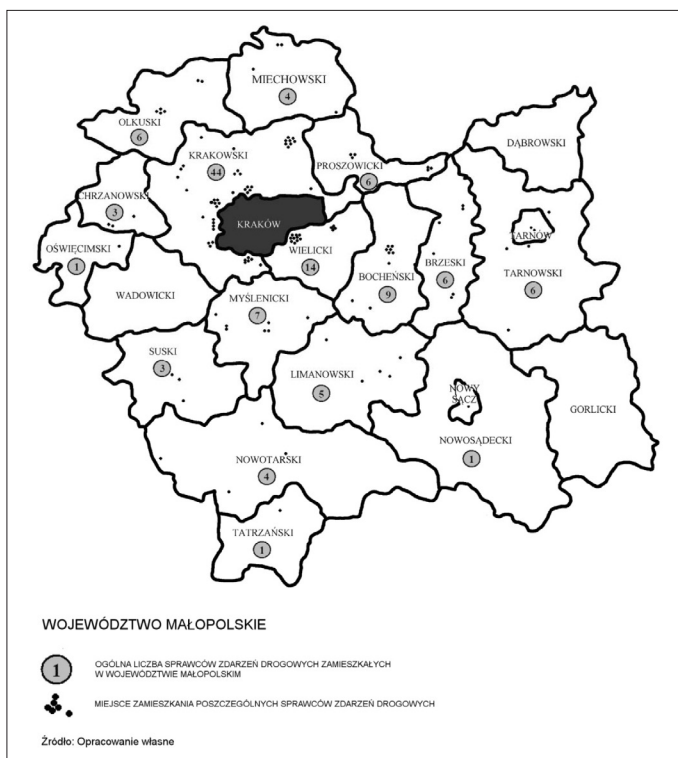 MIECHOWSKI
4
OLKUSKI
6
DĄBROWSKI
KRAKOWSKI
44
PROSZOWICKI
6
CHRZANOWSKI
3
KRAKÓW
TARNÓW
OŚWIĘCIMSKI
1
WIELICKI
14
BOCHEŃSKI
9
BRZESKI
6
TARNOWSKI
6
WADOWICKI
MYŚLENICKI
7
SUSKI
3
LIMANOWSKI
5
NOWY
SĄCZ
GORLICKI
NOWOSĄDECKI
1
NOWOTARSKI
4
TATRZAŃSKI
1
WOJEWÓDZTWO MAŁOPOLSKIE
1
OGÓLNA LICZBA SPRAWCÓW ZDARZEŃ DROGOWYCH ZAMIESZKAŁYCH
W WOJEWÓDZTWIE MAŁOPOLSKIM
MIEJSCE ZAMIESZKANIA POSZCZEGÓLNYCH SPRAWCÓW ZDARZEŃ DROGOWYCH
Źródło: Opracowanie własne